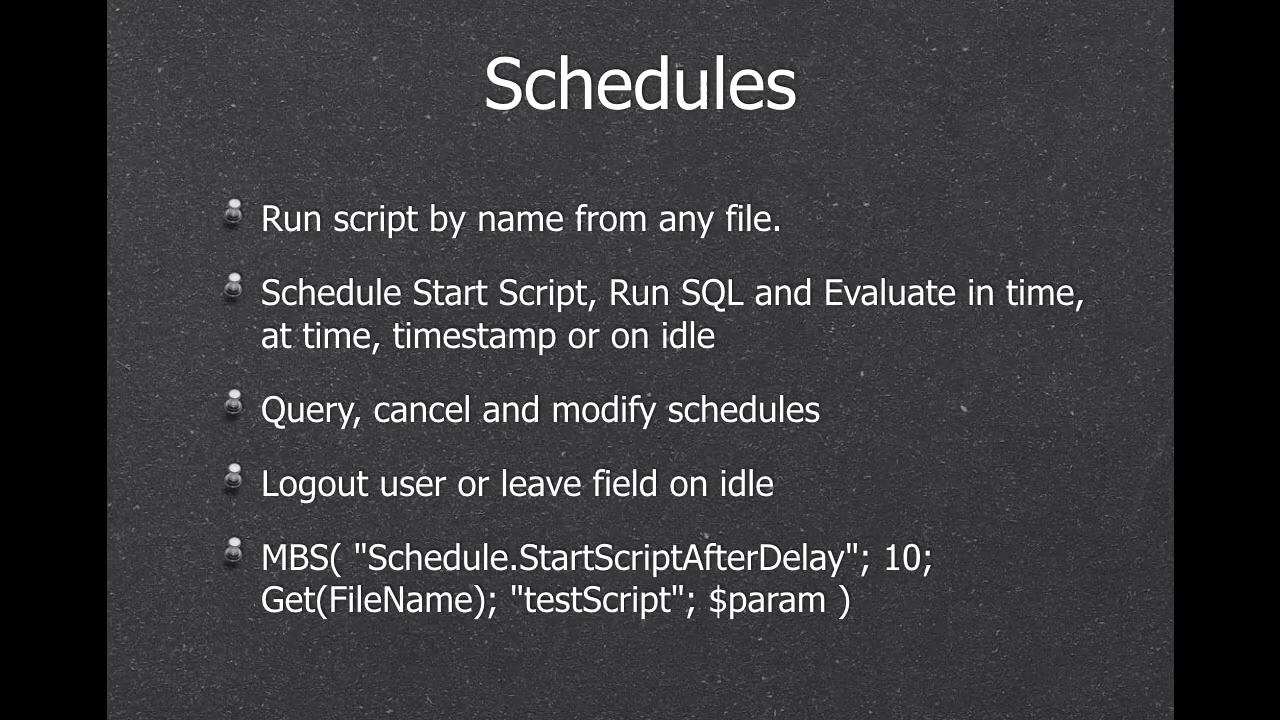 Schedules
Run script by name from any file.
Schedule Start Script, Run SQL and Evaluate in time,
at time, timestamp or on idle
Query, cancel and modify schedules
Logout user or leave field on idle
MBS( "Schedule.StartScriptAfterDelay"; 10;
Get(FileName); "testScript"; $param )